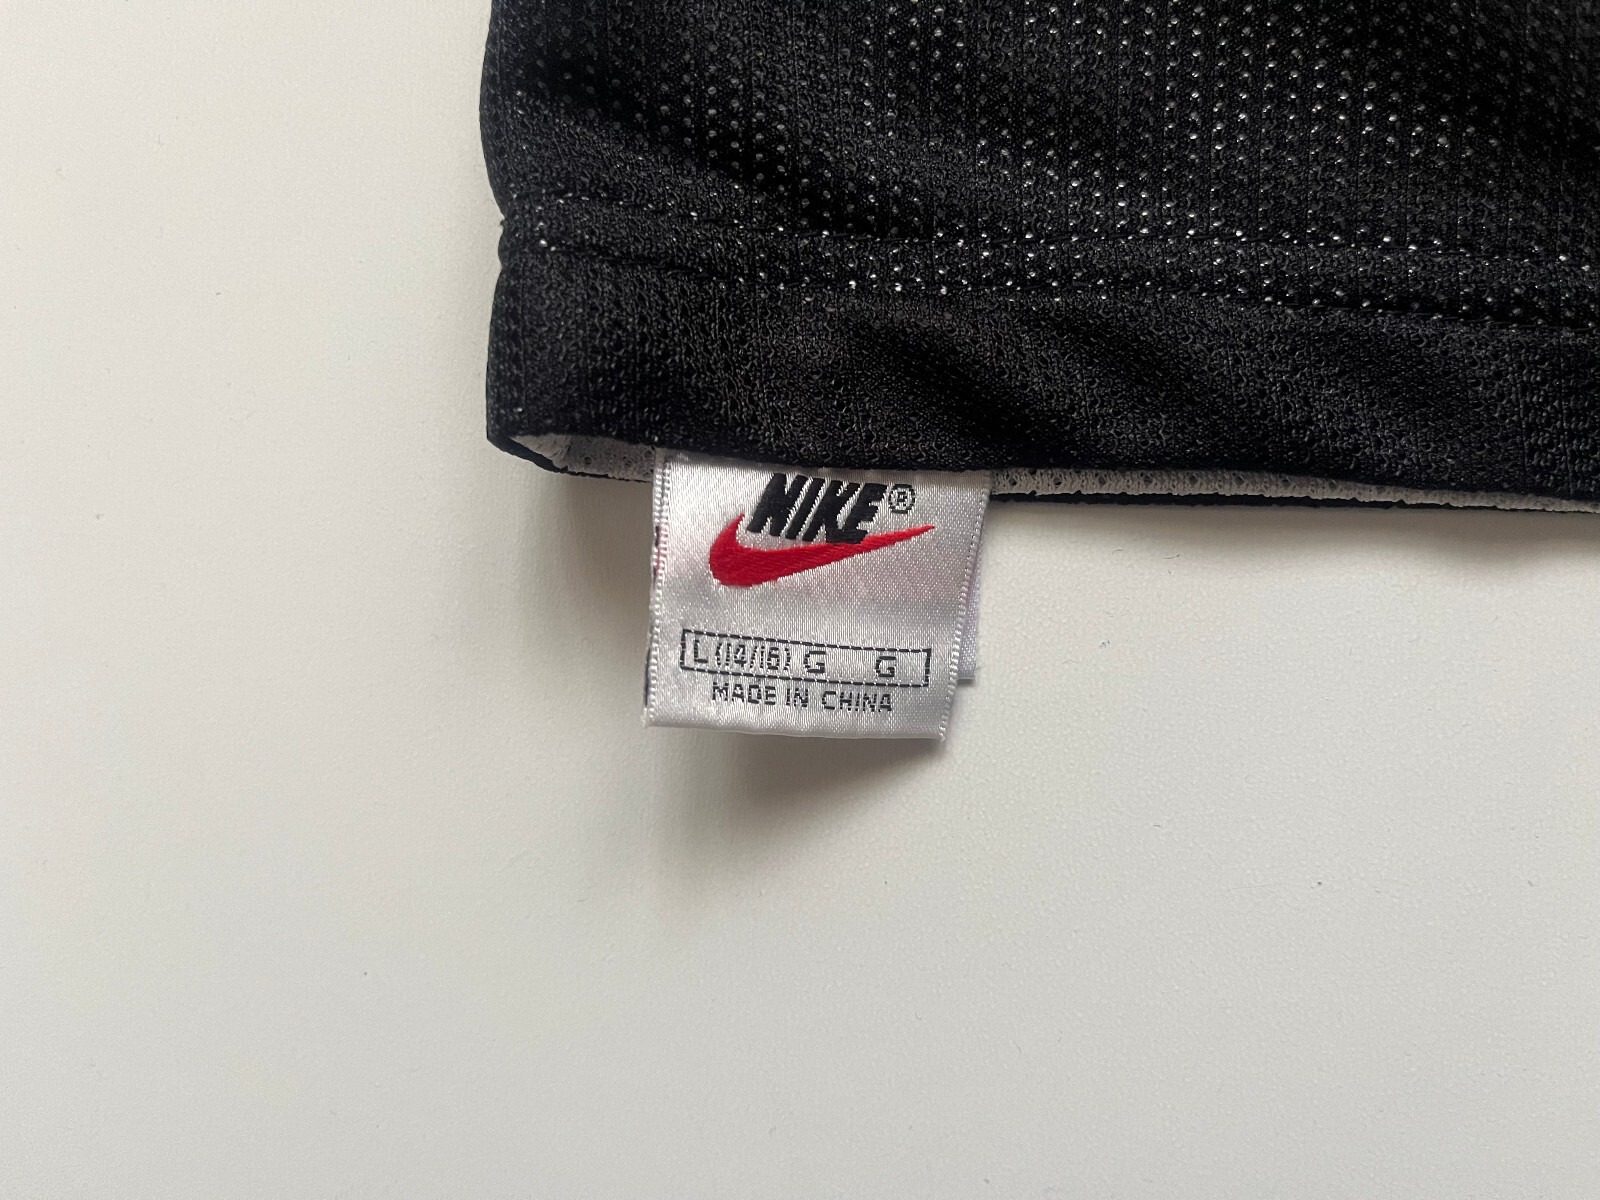 NIKE®
L (14/16) G G
MADE IN CHINA